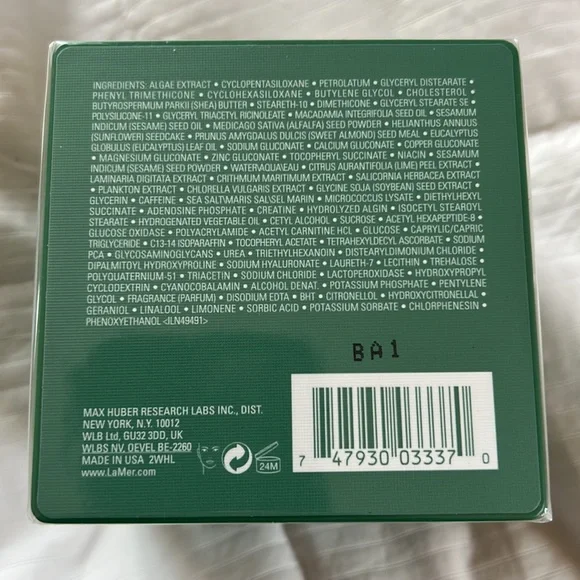 INGREDIENTS: ALGAE EXTRACT • CYCLOPENTASILOXANE • PETROLATUM • GLYCERYL DISTEARATE •
PHENYL TRIMETHICONE • CYCLOHEXASILOXANE • BUTYLENE GLYCOL • CHOLESTEROL •
BUTYROSPERMUM PARKII (SHEA) BUTTER • STEARETH-10 • DIMETHICONE • GLYCERYL STEARATE SE •
POLYSILICONE-11 • GLYCERYL TRIACETYL RICINOLEATE • MACADAMIA INTEGRIFOLIA SEED OIL • SESAMUM
INDICUM (SESAME) SEED OIL • MEDICAGO SATIVA (ALFALFA) SEED POWDER • HELIANTHUS ANNUUS
(SUNFLOWER) SEEDCAKE • PRUNUS AMYGDALUS DULCIS (SWEET ALMOND) SEED MEAL • EUCALYPTUS
GLOBULUS (EUCALYPTUS) LEAF OIL • SODIUM GLUCONATE • CALCIUM GLUCONATE • COPPER GLUCONATE
• MAGNESIUM GLUCONATE • ZINC GLUCONATE • TOCOPHERYL SUCCINATE • NIACIN • SESAMUM
INDICUM (SESAME) SEED POWDER • WATER\AQUA\EAU • CITRUS AURANTIFOLIA (LIME) PEEL EXTRACT •
LAMINARIA DIGITATA EXTRACT • CRITHMUM MARITIMUM EXTRACT • SALICORNIA HERBACEA EXTRACT
• PLANKTON EXTRACT • CHLORELLA VULGARIS EXTRACT • GLYCINE SOJA (SOYBEAN) SEED EXTRACT •
GLYCERIN • CAFFEINE • SEA SALT\MARIS SAL\SEL MARIN • MICROCOCCUS LYSATE • DIETHYLHEXYL
SUCCINATE • ADENOSINE PHOSPHATE • CREATINE • HYDROLYZED ALGIN • ISOCETYL STEAROYL
STEARATE • HYDROGENATED VEGETABLE OIL • CETYL ALCOHOL • SUCROSE • ACETYL HEXAPEPTIDE-8 •
GLUCOSE OXIDASE • POLYACRYLAMIDE • ACETYL CARNITINE HCL • GLUCOSE • CAPRYLIC/CAPRIC
TRIGLYCERIDE • C13-14 ISOPARAFFIN • TOCOPHERYL ACETATE • TETRAHEXYLDECYL ASCORBATE • SODIUM
PCA • GLYCOSAMINOGLYCANS • UREA • TRIETHYLHEXANOIN • DISTEARYLDIMONIUM CHLORIDE •
DIPALMITOYL HYDROXYPROLINE • SODIUM HYALURONATE • LAURETH-7 • LECITHIN • TREHALOSE •
POLYQUATERNIUM-51 • TRIACETIN • SODIUM CHLORIDE • LACTOPEROXIDASE • HYDROXYPROPYL
CYCLODEXTRIN • CYANOCOBALAMIN • ALCOHOL DENAT. • POTASSIUM PHOSPHATE • PENTYLENE
GLYCOL • FRAGRANCE (PARFUM) • DISODIUM EDTA • BHT • CITRONELLOL • HYDROXYCITRONELLAL •
GERANIOL • LINALOOL • LIMONENE • SORBIC ACID • POTASSIUM SORBATE • CHLORPHENESIN •
PHENOXYETHANOL <ILN49491>
BA1
MAX HUBER RESEARCH LABS INC., DIST.
NEW YORK, N.Y. 10012
WLB Ltd, GU32 3DD, UK
WLBS NV. OEVEL BE-2260
MADE IN USA 2WHL
www.LaMer.com
24M
7 47930 03337 0